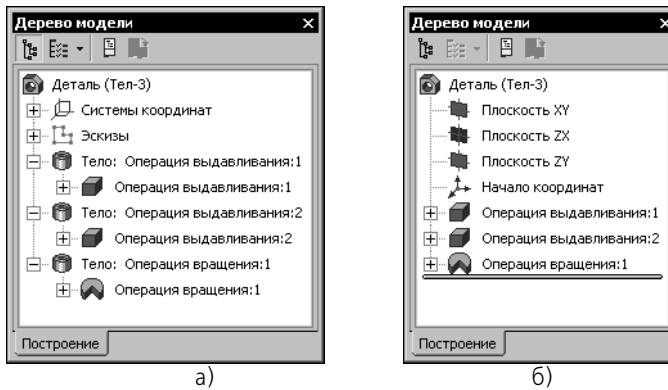 Дерево модели
Деталь (Тел-3)
Системы координат
Эскизы
Тело: Операция выдавливания:1
Операция выдавливания:1
Тело: Операция выдавливания:2
Операция выдавливания:2
Тело: Операция вращения:1
Операция вращения:1
Построение
а)
Дерево модели
Деталь (Тел-3)
Плоскость XY
Плоскость ZX
Плоскость ZY
Начало координат
Операция выдавливания:1
Операция выдавливания:2
Операция вращения:1
Построение
б)